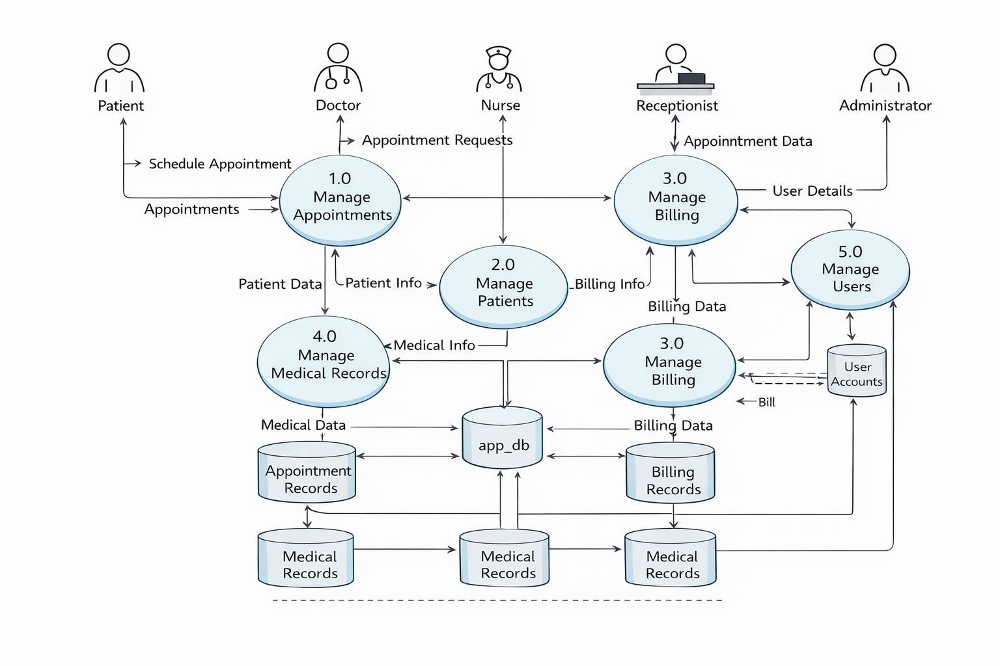 Patient
Doctor
Nurse
Receptionist
Administrator
Appointment Requests
Appoinntment Data
Schedule Appointment
1.0
Manage
Appointments
3.0
Manage
Billing
User Details
Appointments
5.0
Manage
Users
2.0
Manage
Patients
Patient Data
Patient Info
Billing Info
Billing Data
4.0
Manage
Medical Records
Medical Info
3.0
Manage
Billing
User
Accounts
Bill
Medical Data
Billing Data
app_db
Appointment
Records
Billing
Records
Medical
Records
Medical
Records
Medical
Records